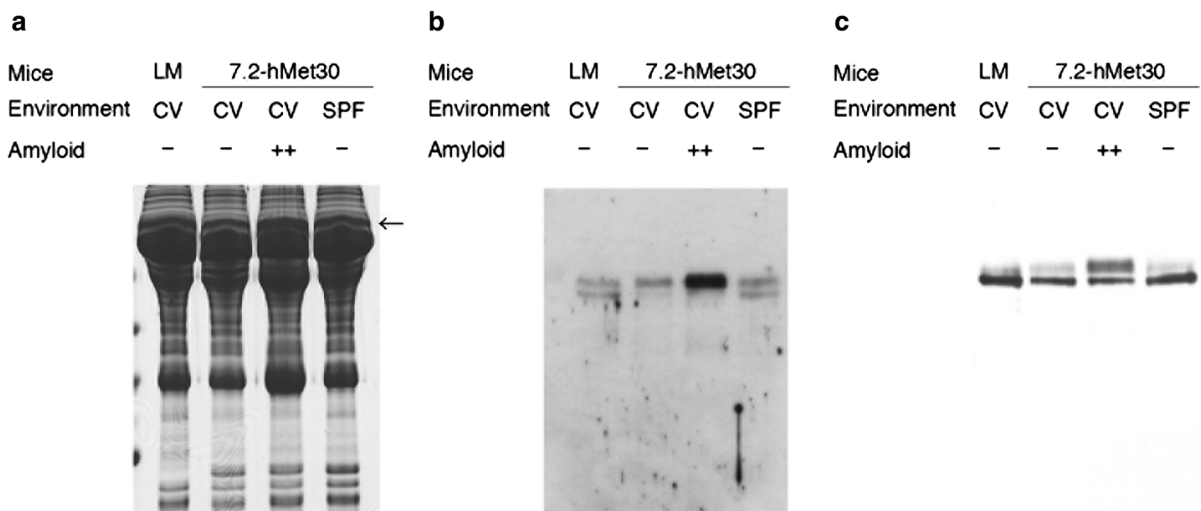 a
Mice LM 7.2-hMet30
Environment CV CV CV SPF
Amyloid – – ++ –
b
Mice LM 7.2-hMet30
Environment CV CV CV SPF
Amyloid – – ++ –
c
Mice LM 7.2-hMet30
Environment CV CV CV SPF
Amyloid – – ++ –